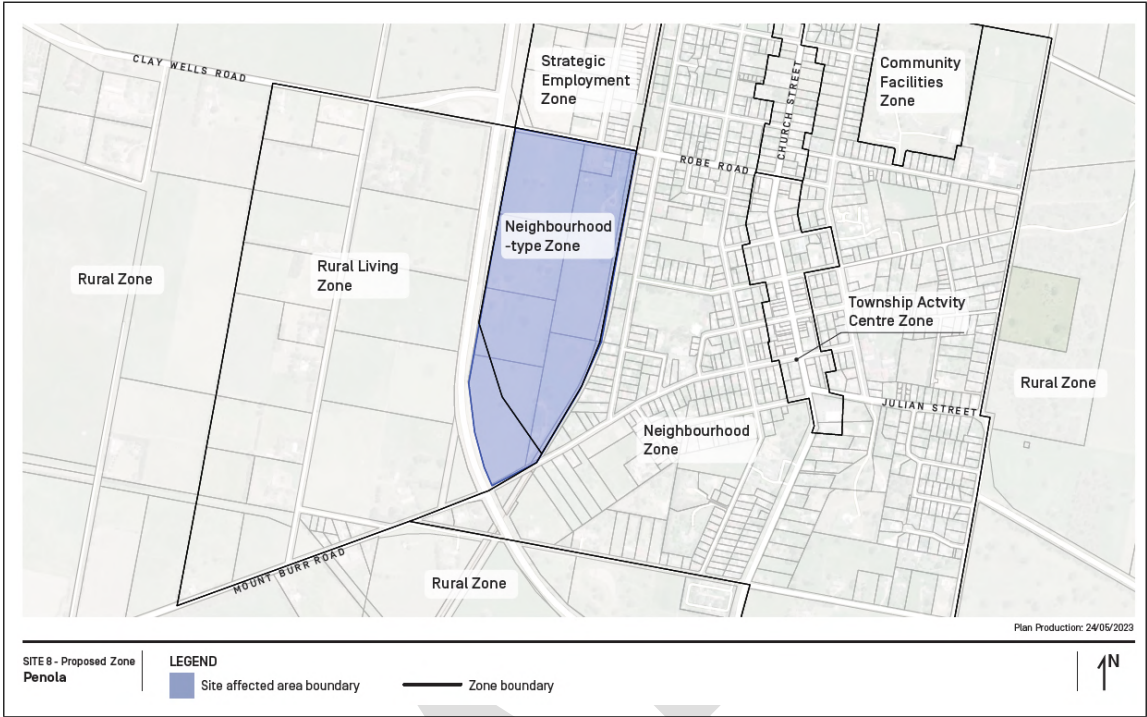 CLAY WELLS ROAD
Strategic
Employment
Zone
CHURCH STREET
Community
Facilities
Zone
ROBE ROAD
Neighbourhood
-type Zone
Rural Zone
Rural Living
Zone
Township Actvity
Centre Zone
Rural Zone
JULIAN STREET
Neighbourhood
Zone
MOUNT BURR ROAD
Rural Zone
Plan Production: 24/05/2023
SITE 8 - Proposed Zone
Penola
LEGEND
Site affected area boundary
Zone boundary
N